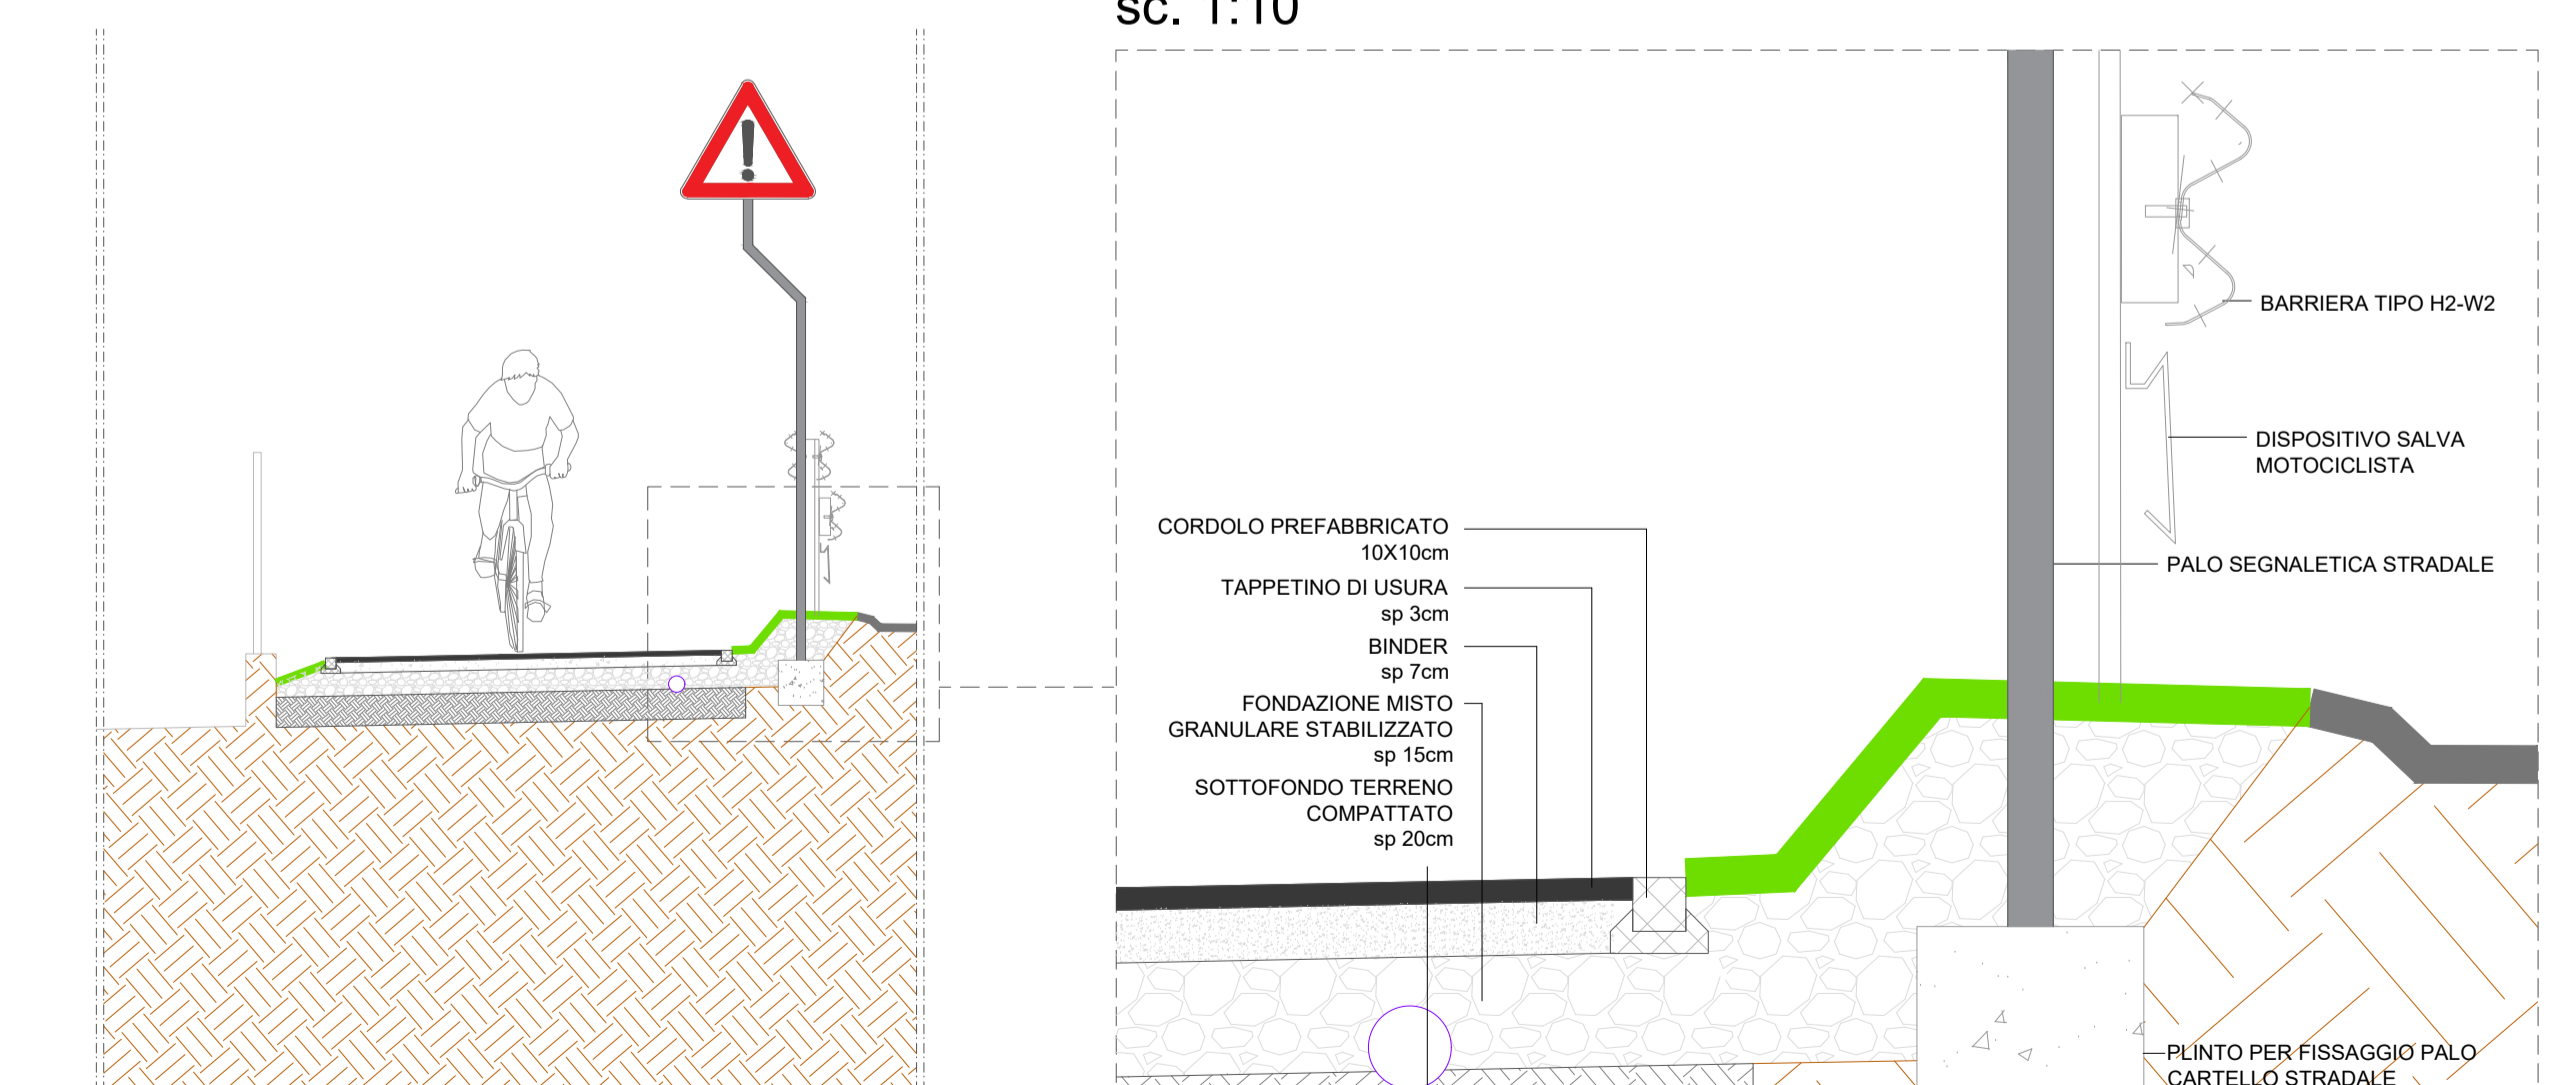 sc. 1:10
BARRIERA TIPO H2-W2
DISPOSITIVO SALVA
MOTOCICLISTA
CORDOLO PREFABBRICATO
10X10cm
PALO SEGNALETICA STRADALE
TAPPETINO DI USURA
sp 3cm
BINDER
sp 7cm
FONDAZIONE MISTO
GRANULARE STABILIZZATO
sp 15cm
SOTTOFONDO TERRENO
COMPATTATO
sp 20cm
PLINTO PER FISSAGGIO PALO
CARTELLO STRADALE